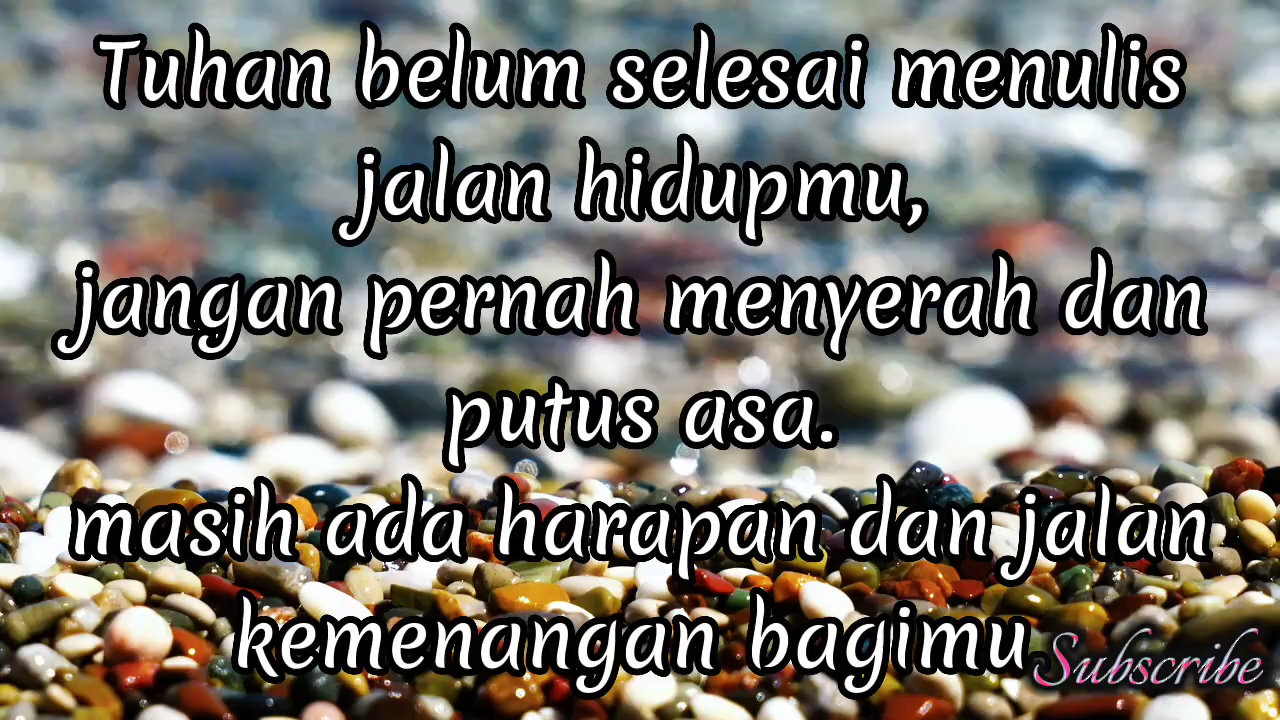 Tuhan belum selesai menulis
jalan hidupmu,
jangan pernah menyerah dan
putus asa.
masih ada harapan dan jalan
kemenangan bagimu
Subscribe